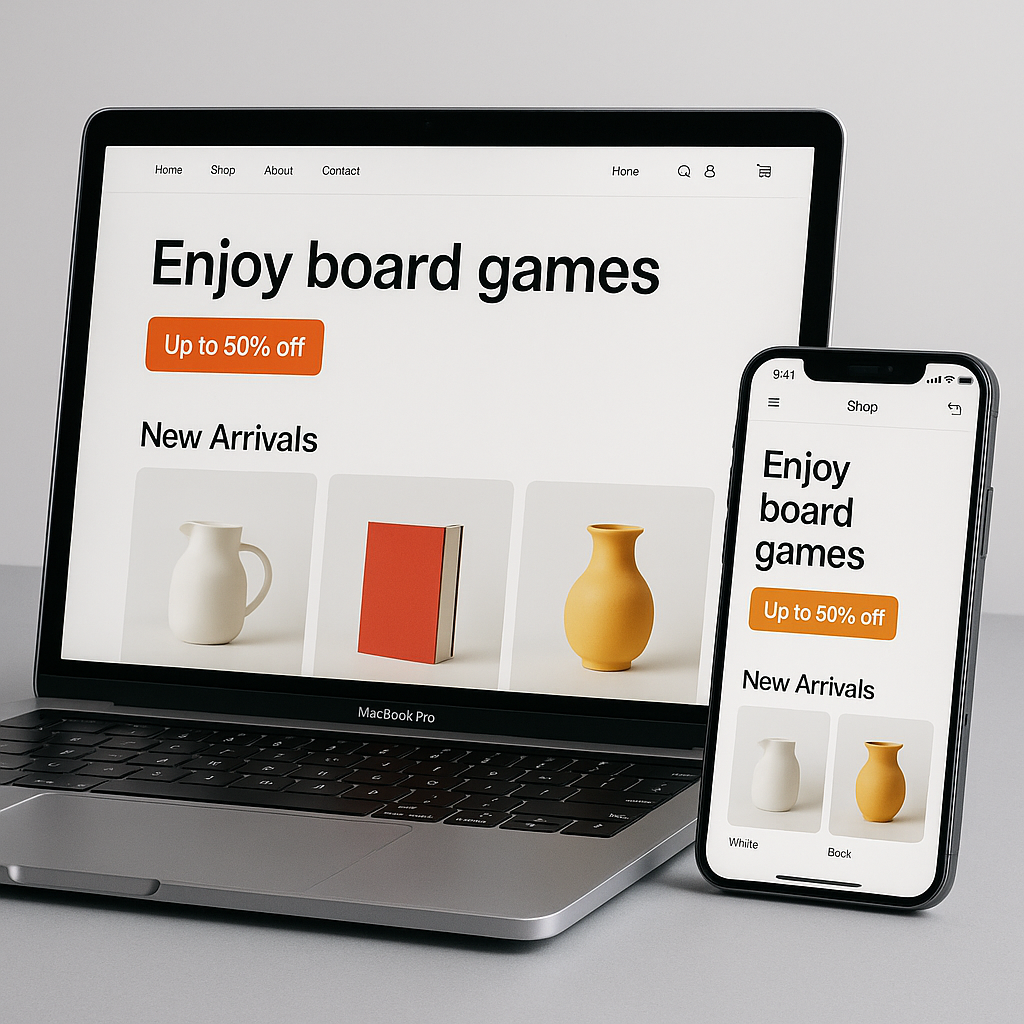 Home Shop About Contact Hone
Enjoy board games
Up to 50% off
New Arrivals
MacBook Pro
9:41
Shop
Enjoy
board
games
Up to 50% off
New Arrivals
Whiite
Bock